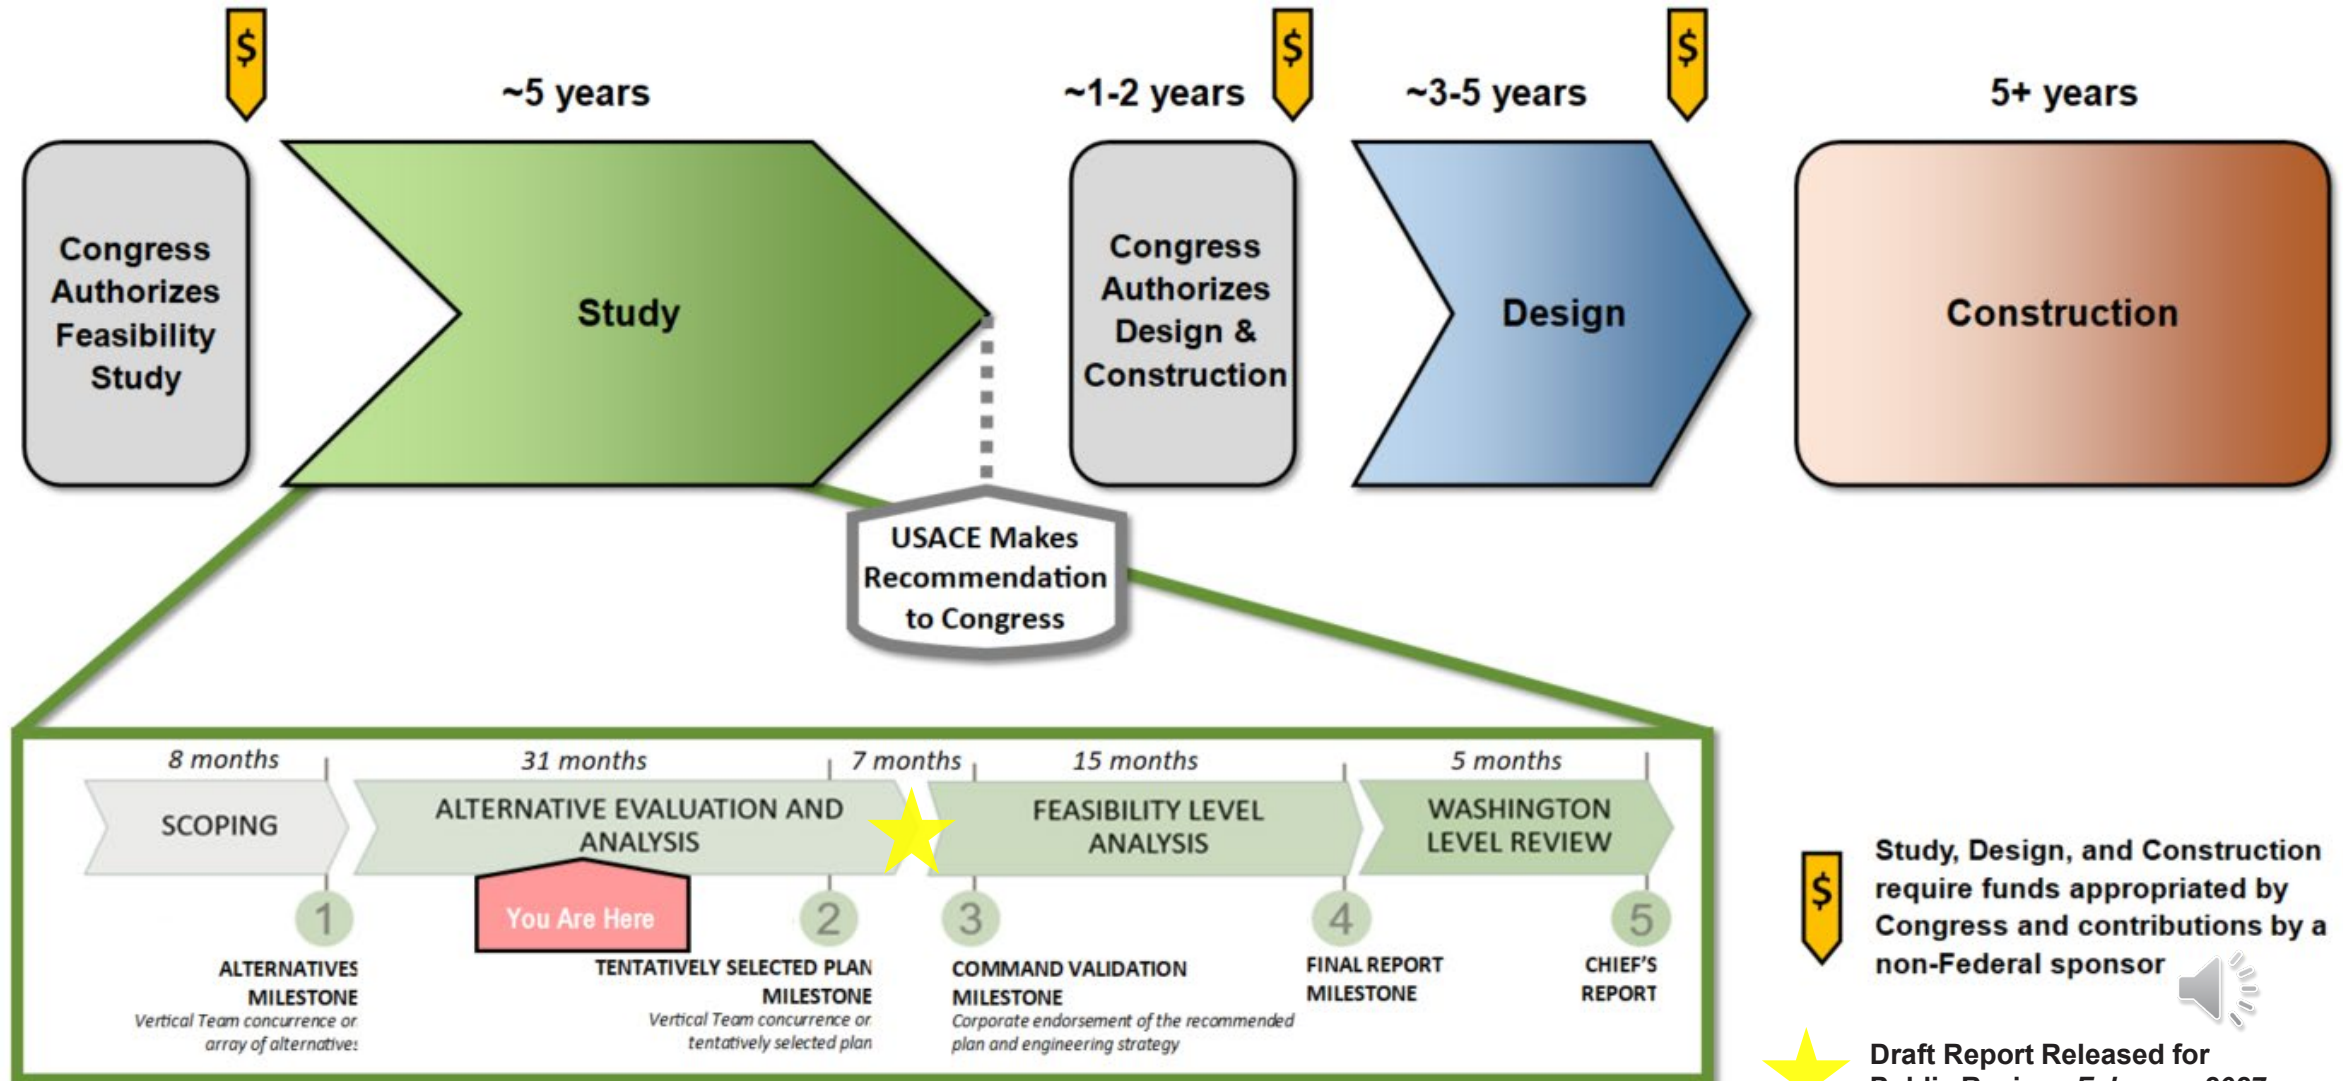 $
~5 years
~1-2 years
$
~3-5 years
$
5+ years
Congress
Authorizes
Feasibility
Study
Study
Congress
Authorizes
Design &
Construction
Design
Construction
USACE Makes
Recommendation
to Congress
8 months
31 months
7 months
15 months
5 months
SCOPING
ALTERNATIVE EVALUATION AND
ANALYSIS
FEASIBILITY LEVEL
ANALYSIS
WASHINGTON
LEVEL REVIEW
You Are Here
1
2
3
4
5
ALTERNATIVES
MILESTONE
Vertical Team concurrence or
array of alternatives
TENTATIVELY SELECTED PLAN
MILESTONE
Vertical Team concurrence or
tentatively selected plan
COMMAND VALIDATION
MILESTONE
Corporate endorsement of the recommended
plan and engineering strategy
FINAL REPORT
MILESTONE
CHIEF'S
REPORT
$
Study, Design, and Construction
require funds appropriated by
Congress and contributions by a
non-Federal sponsor
Draft Report Released for
Public Review